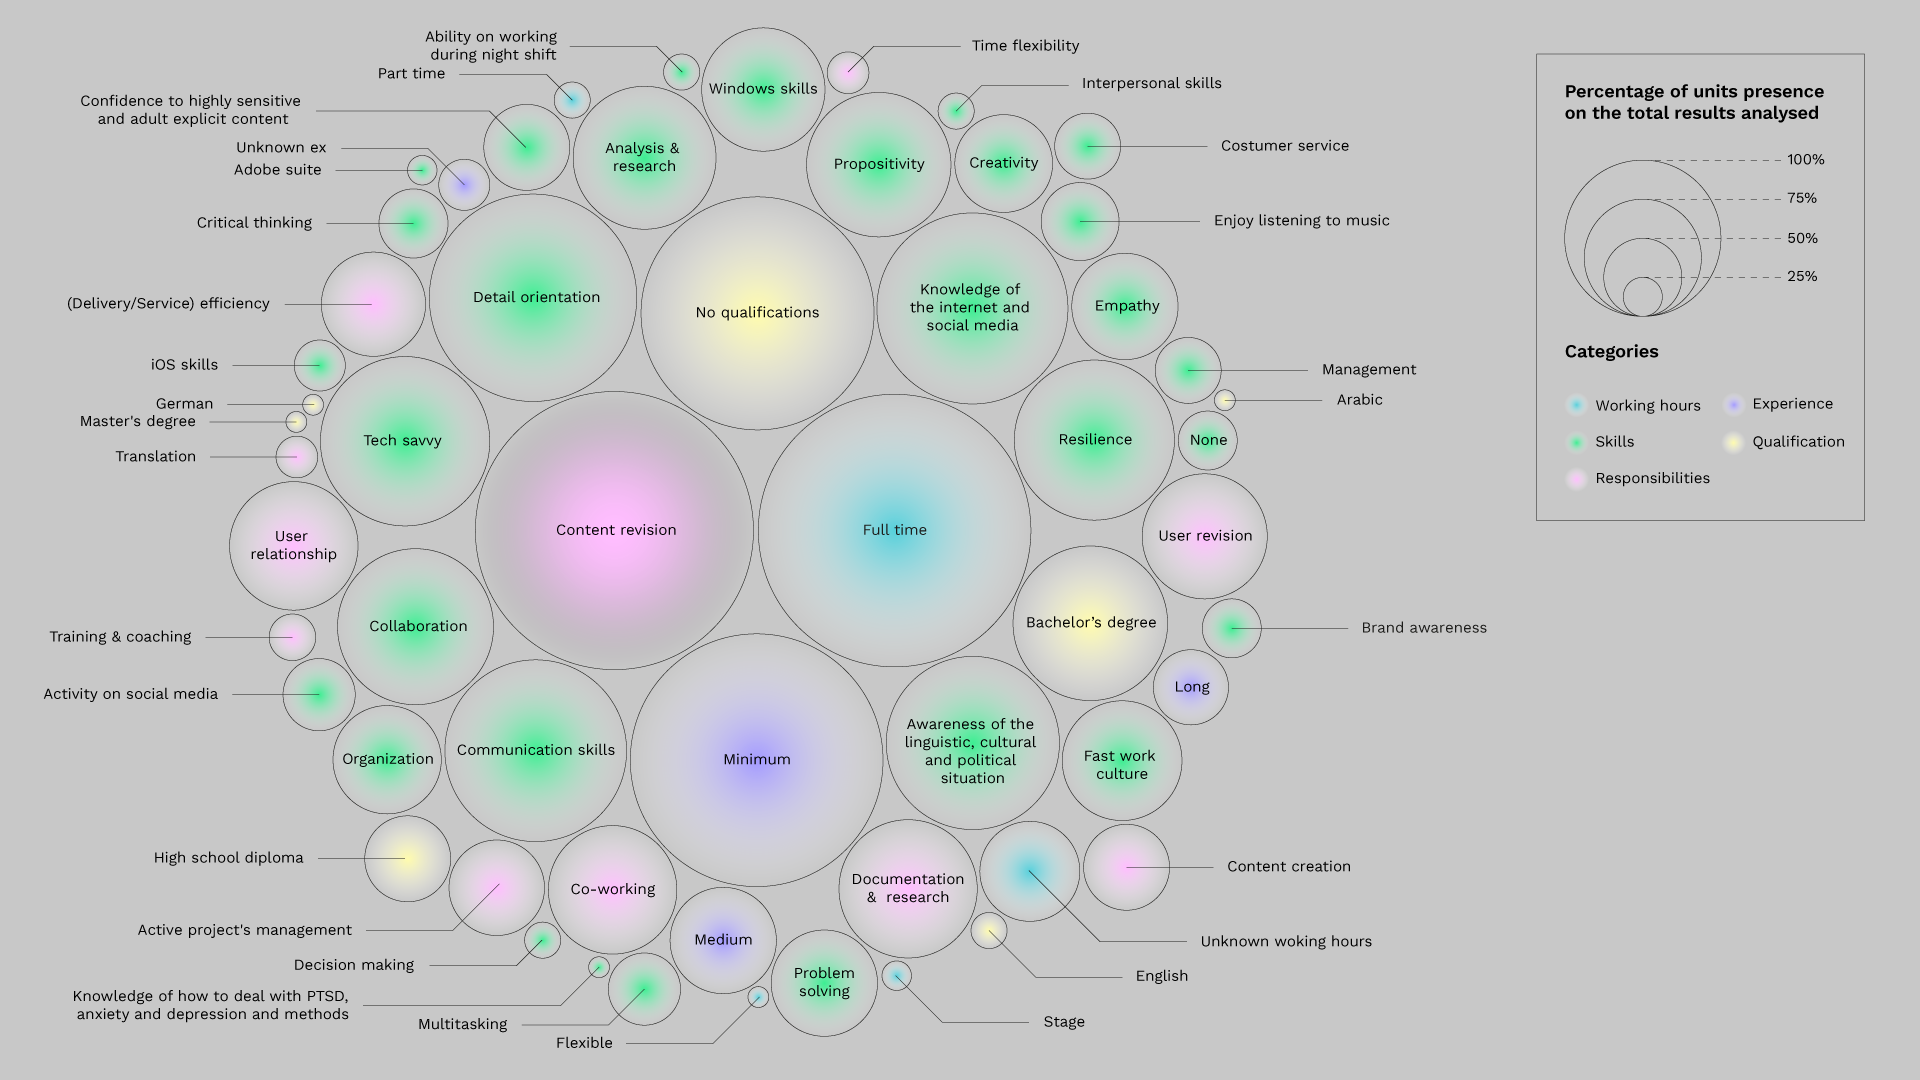 Ability on working
during night shift
Part time
Confidence to highly sensitive
and adult explicit content
Unknown ex
Adobe suite
Critical thinking
(Delivery/Service) efficiency
iOS skills
German
Master's degree
Translation
Training & coaching
Activity on social media
High school diploma
Active project's management
Decision making
Knowledge of how to deal with PTSD,
anxiety and depression and methods
Multitasking
Flexible
Windows skills
Analysis &
research
Propositivity
Creativity
Detail orientation
No qualifications
Knowledge of
the internet and
social media
Empathy
Tech savvy
Resilience
None
User
relationship
Content revision
Full time
User revision
Collaboration
Bachelor’s degree
Long
Organization
Communication skills
Minimum
Awareness of the
linguistic, cultural
and political
situation
Fast work
culture
Co-working
Documentation
& research
Medium
Problem
solving
Time flexibility
Interpersonal skills
Costumer service
Enjoy listening to music
Management
Arabic
Brand awareness
Content creation
Unknown woking hours
English
Stage
Percentage of units presence
on the total results analysed
100%
75%
50%
25%
Categories
Working hours
Experience
Skills
Qualification
Responsibilities